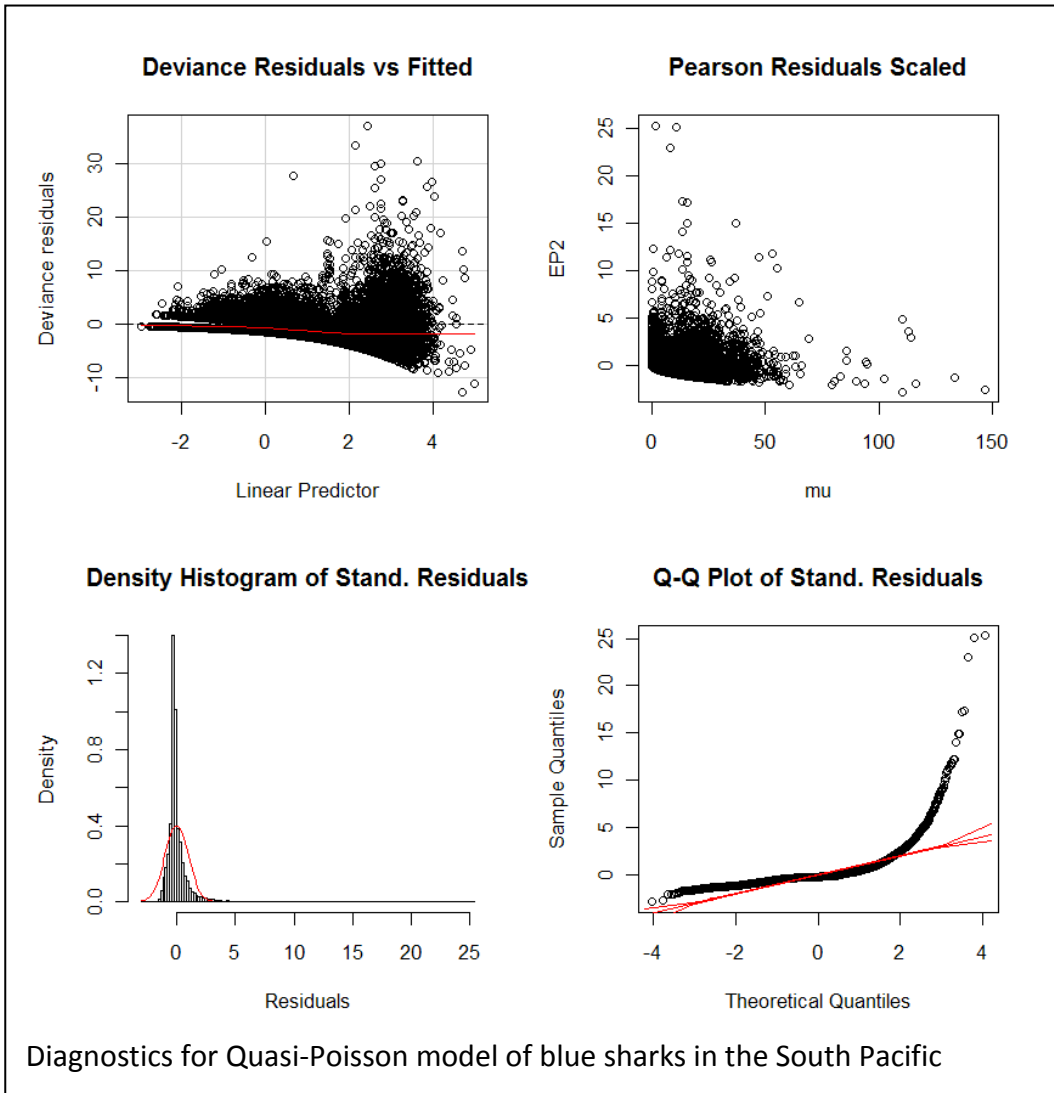 Deviance Residuals vs Fitted
Deviance residuals
30
20
10
0
-10
-2 0 2 4
Linear Predictor
Pearson Residuals Scaled
EP2
25
20
15
10
5
0
0 50 100 150
mu
Density Histogram of Stand. Residuals
Density
1.2
0.8
0.4
0.0
0 5 10 15 20 25
Residuals
Q-Q Plot of Stand. Residuals
Sample Quantiles
25
20
15
10
5
0
-4 -2 0 2 4
Theoretical Quantiles
Diagnostics for Quasi-Poisson model of blue sharks in the South Pacific